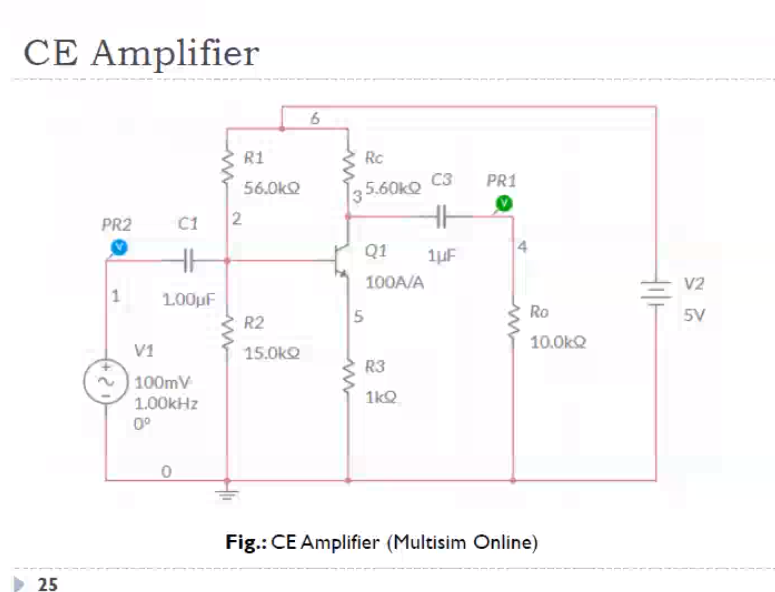 CE Amplifier
6
R1
56.0kΩ
Rc
5.60kΩ
3
C3
PR1
PR2
C1
2
Q1
100A/A
1µF
4
1
1.00µF
V2
5V
R2
15.0kΩ
5
Ro
10.0kΩ
V1
100mV
1.00kHz
0°
R3
1kΩ
0
Fig.: CE Amplifier (Multisim Online)
25